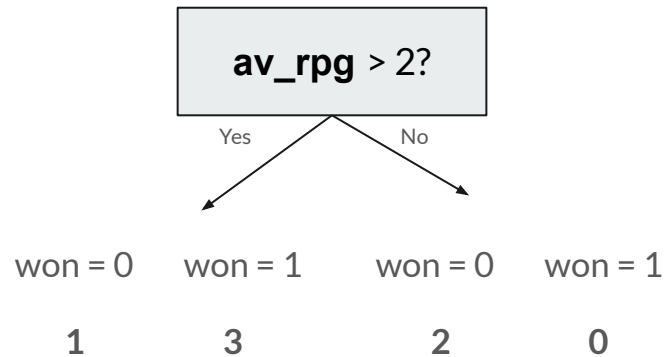 av_rpg > 2?
Yes No
won = 0 won = 1 won = 0 won = 1
1 3 2 0